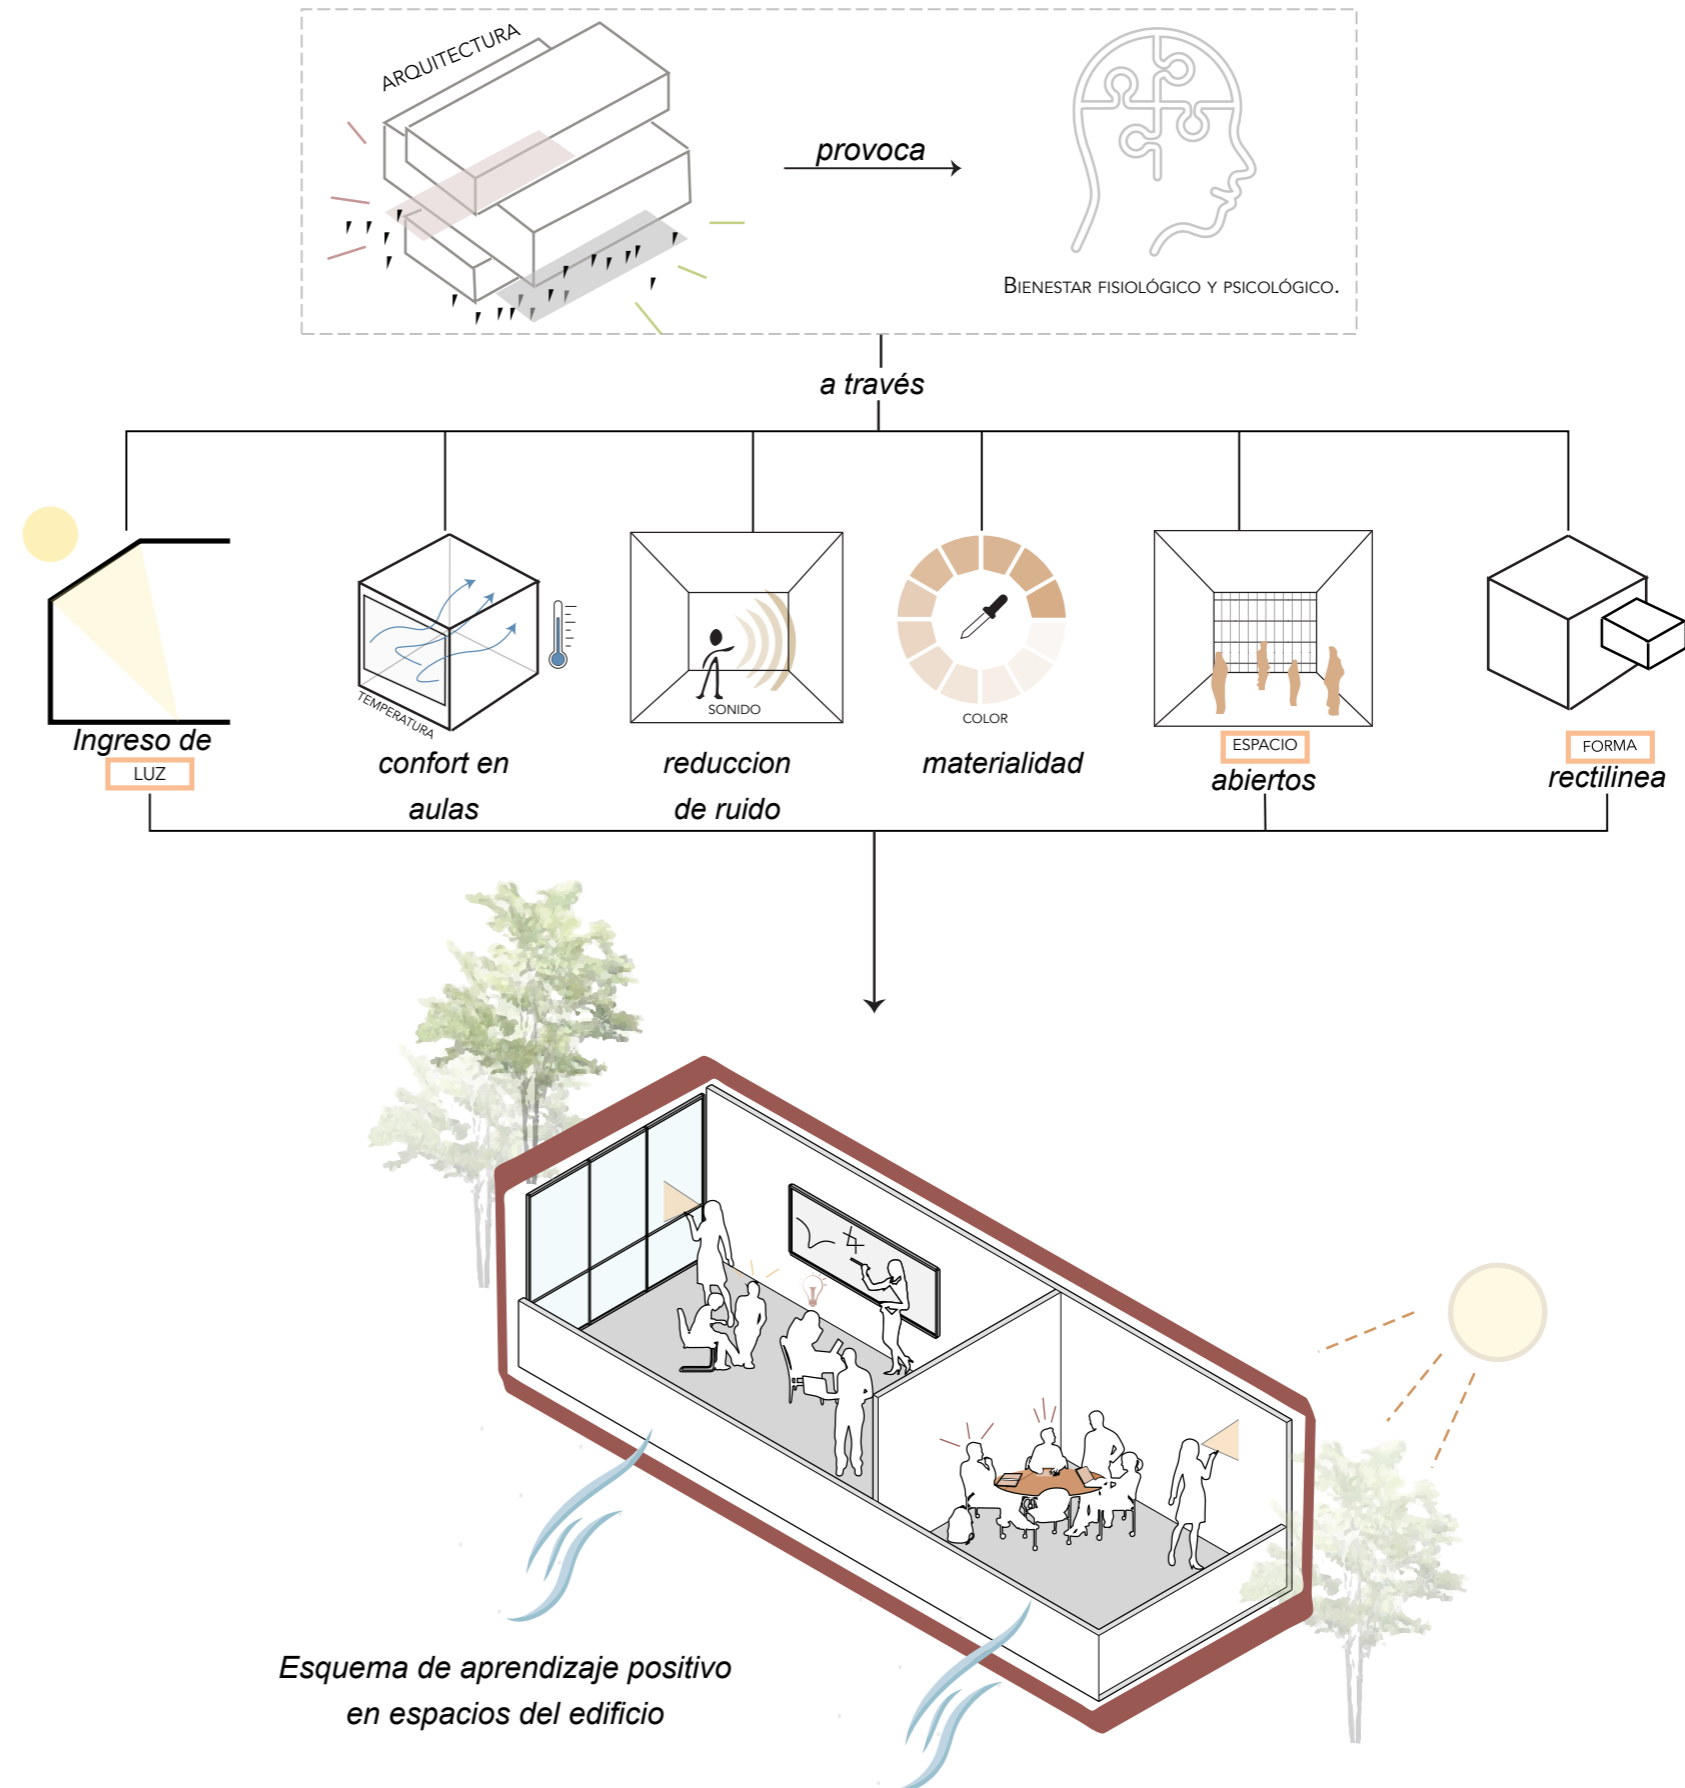 ARQUITECTURA
provoca
BIENESTAR FISIOLÓGICO Y PSICOLÓGICO.
a través
Ingreso de
LUZ
TEMPERATURA
confort en
aulas
SONIDO
reduccion
de ruido
COLOR
materialidad
ESPACIO
abiertos
FORMA
rectilinea
Esquema de aprendizaje positivo
en espacios del edificio